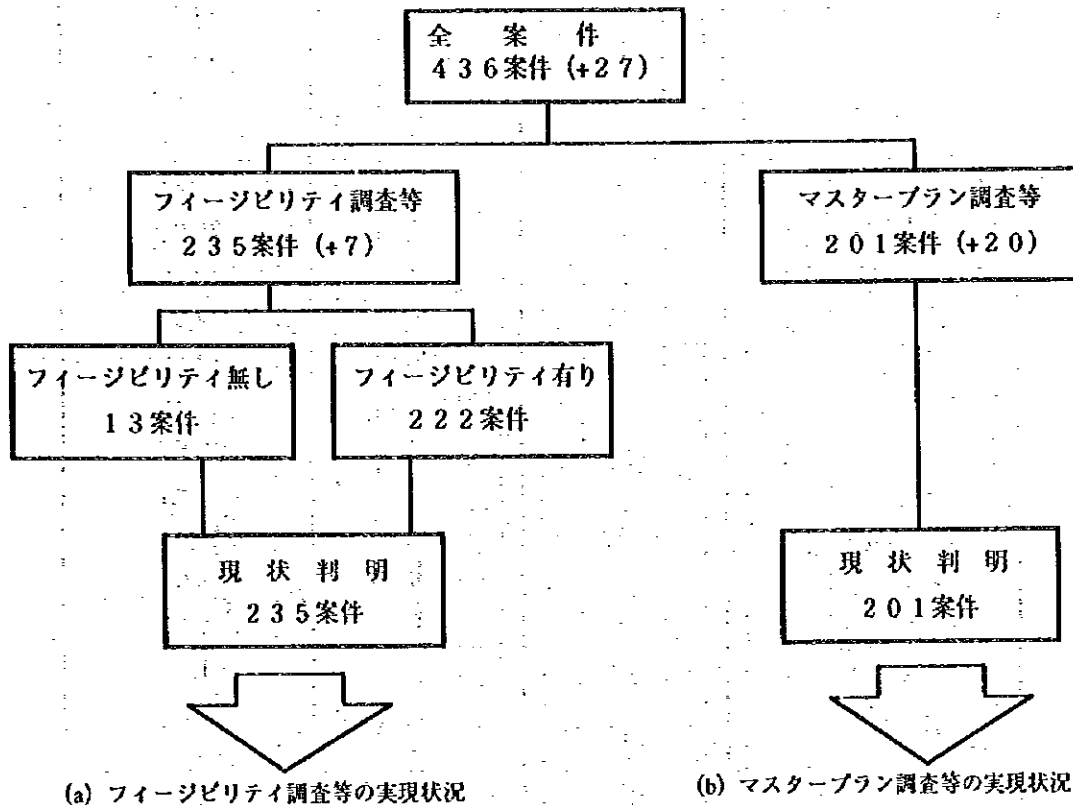 全 案 件
436案件 (+27)
フィージビリティ調査等
235案件 (+7)
マスタープラン調査等
201案件 (+20)
フィージビリティ無し
13案件
フィージビリティ有り
222案件
現 状 判 明
235案件
現 状 判 明
201案件
(a) フィージビリティ調査等の実現状況
(b) マスタープラン調査等の実現状況